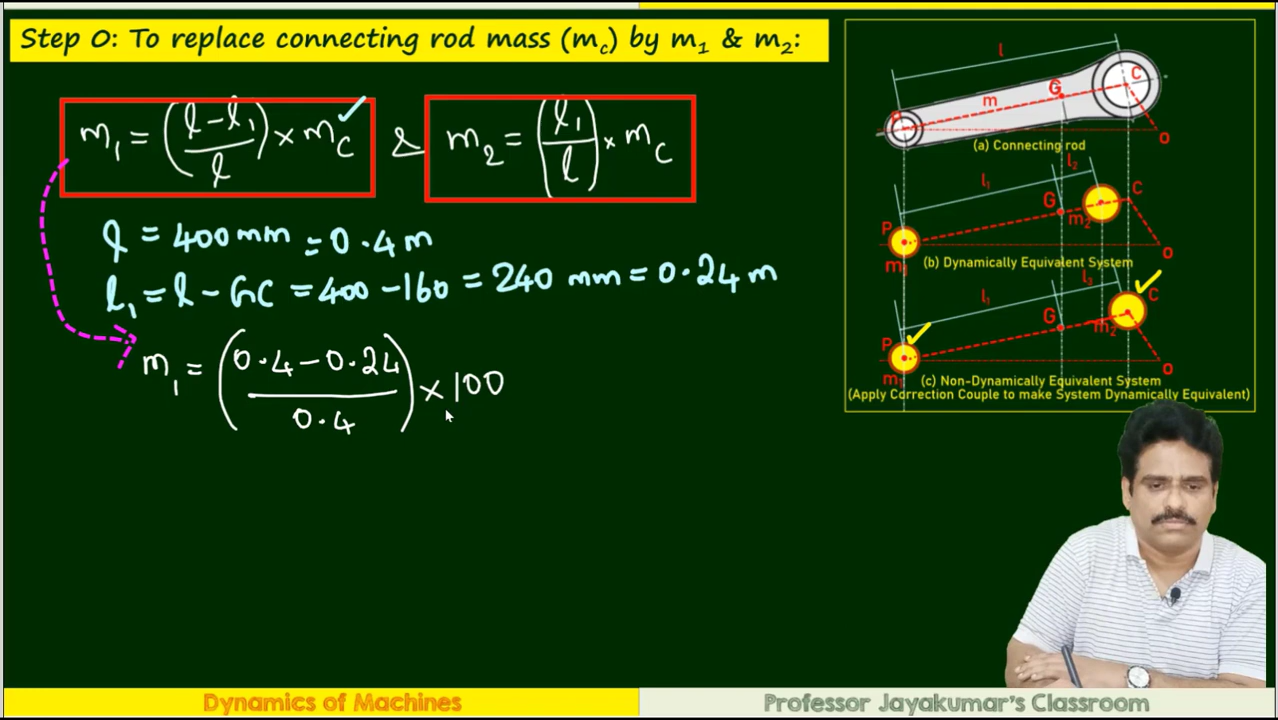 Step 0: To replace connecting rod mass (mc) by m1 & m2:
m1 = ((l - l1)/l) × mC & m2 = (l1/l) × mC
l = 400 mm = 0.4 m
l1 = l - GC = 400 - 160 = 240 mm = 0.24 m
m1 = ((0.4 - 0.24)/0.4) × 100
l
P m G C
O
(a) Connecting rod
l1 l2
P G C
m1 m2 O
(b) Dynamically Equivalent System
l1 l3
P G C
m1 m2 O
(c) Non-Dynamically Equivalent System
(Apply Correction Couple to make System Dynamically Equivalent)
Dynamics of Machines
Professor Jayakumar's Classroom